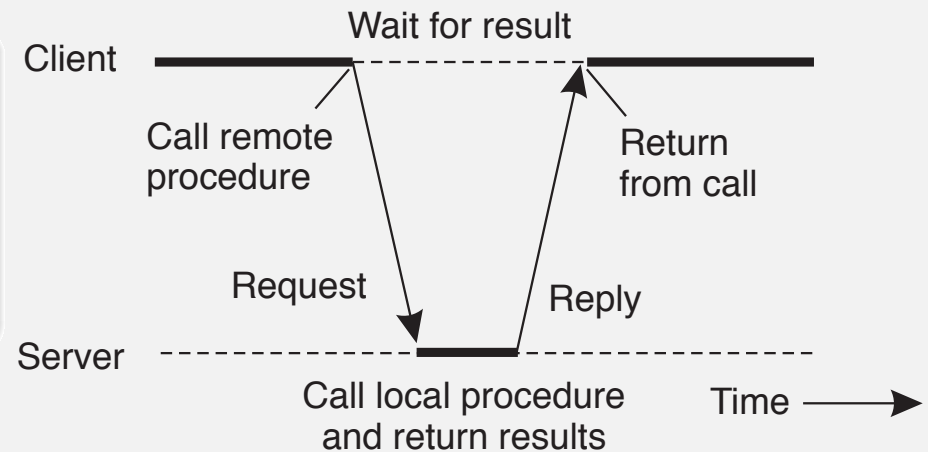 Wait for result
Client
Call remote
procedure
Return
from call
Request
Reply
Server
Call local procedure
and return results
Time